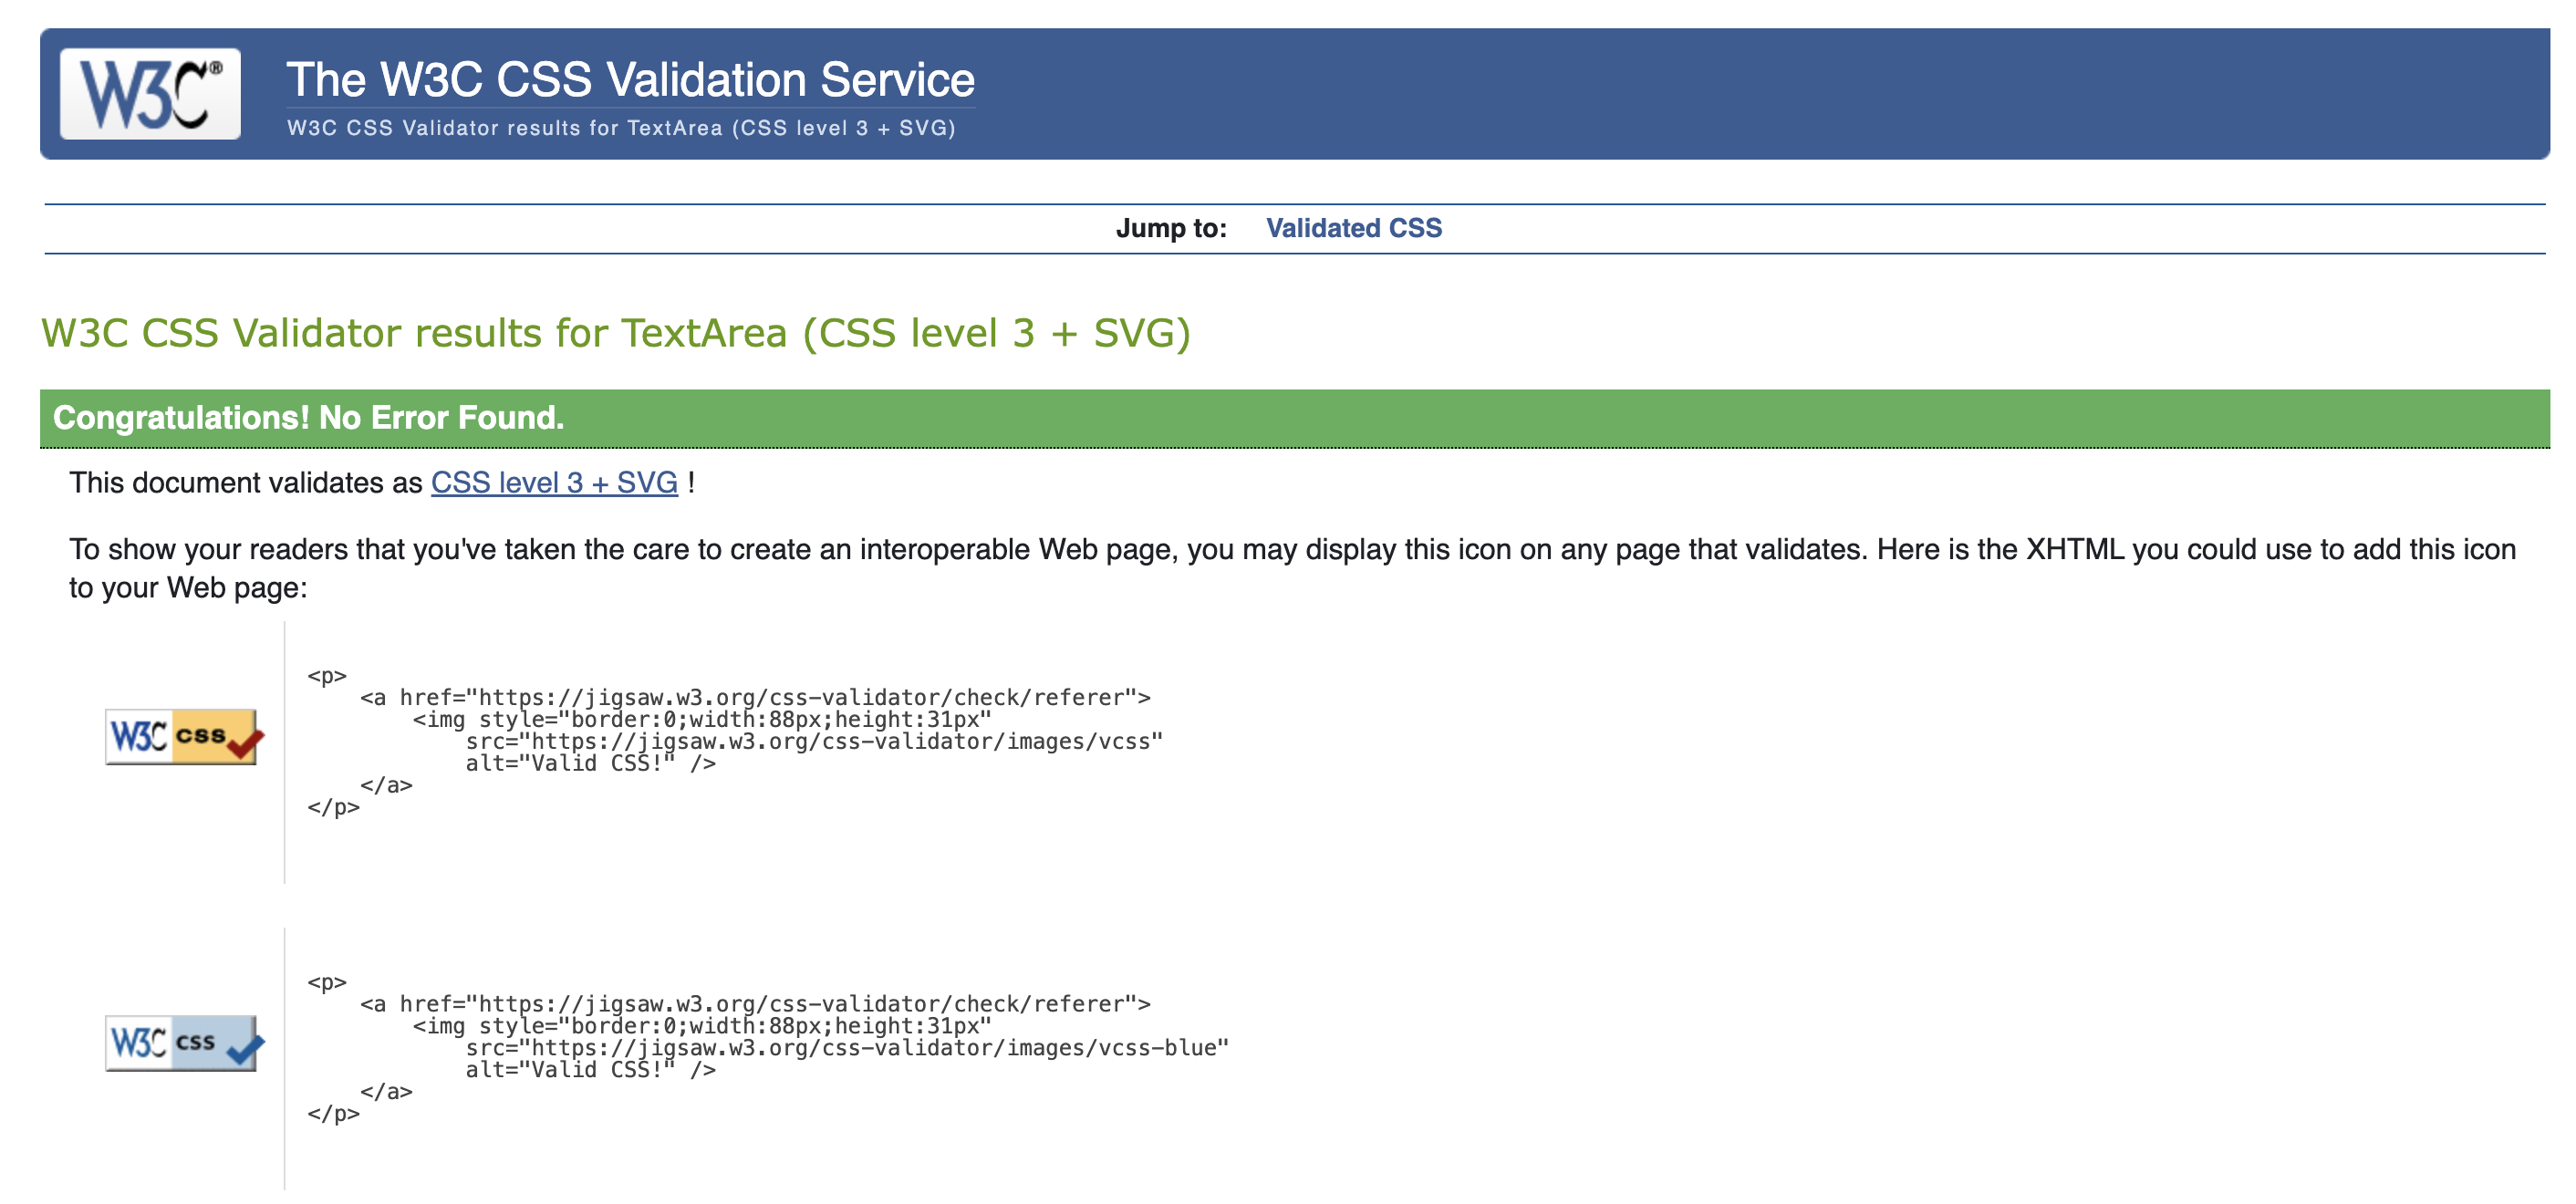 W3C®
The W3C CSS Validation Service
W3C CSS Validator results for TextArea (CSS level 3 + SVG)
Jump to: Validated CSS
W3C CSS Validator results for TextArea (CSS level 3 + SVG)
Congratulations! No Error Found.
This document validates as CSS level 3 + SVG !
To show your readers that you've taken the care to create an interoperable Web page, you may display this icon on any page that validates. Here is the XHTML you could use to add this icon
to your Web page:
W3C css
<p>
    <a href="https://jigsaw.w3.org/css-validator/check/referer">
        <img style="border:0;width:88px;height:31px"
            src="https://jigsaw.w3.org/css-validator/images/vcss"
            alt="Valid CSS!" />
    </a>
</p>
W3C css
<p>
    <a href="https://jigsaw.w3.org/css-validator/check/referer">
        <img style="border:0;width:88px;height:31px"
            src="https://jigsaw.w3.org/css-validator/images/vcss-blue"
            alt="Valid CSS!" />
    </a>
</p>